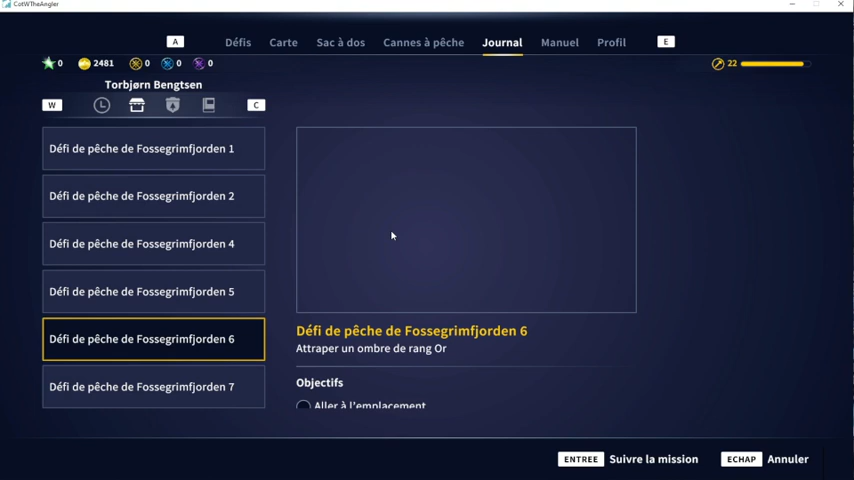 CotWTheAngler
A Défis Carte Sac à dos Cannes à pêche Journal Manuel Profil E
0 2481 0 0 0 22
Torbjørn Bengtsen
W C
Défi de pêche de Fossegrimfjorden 1
Défi de pêche de Fossegrimfjorden 2
Défi de pêche de Fossegrimfjorden 4
Défi de pêche de Fossegrimfjorden 5
Défi de pêche de Fossegrimfjorden 6
Défi de pêche de Fossegrimfjorden 7
Défi de pêche de Fossegrimfjorden 6
Attraper un ombre de rang Or
Objectifs
Aller à l'emplacement
ENTREE Suivre la mission ECHAP Annuler